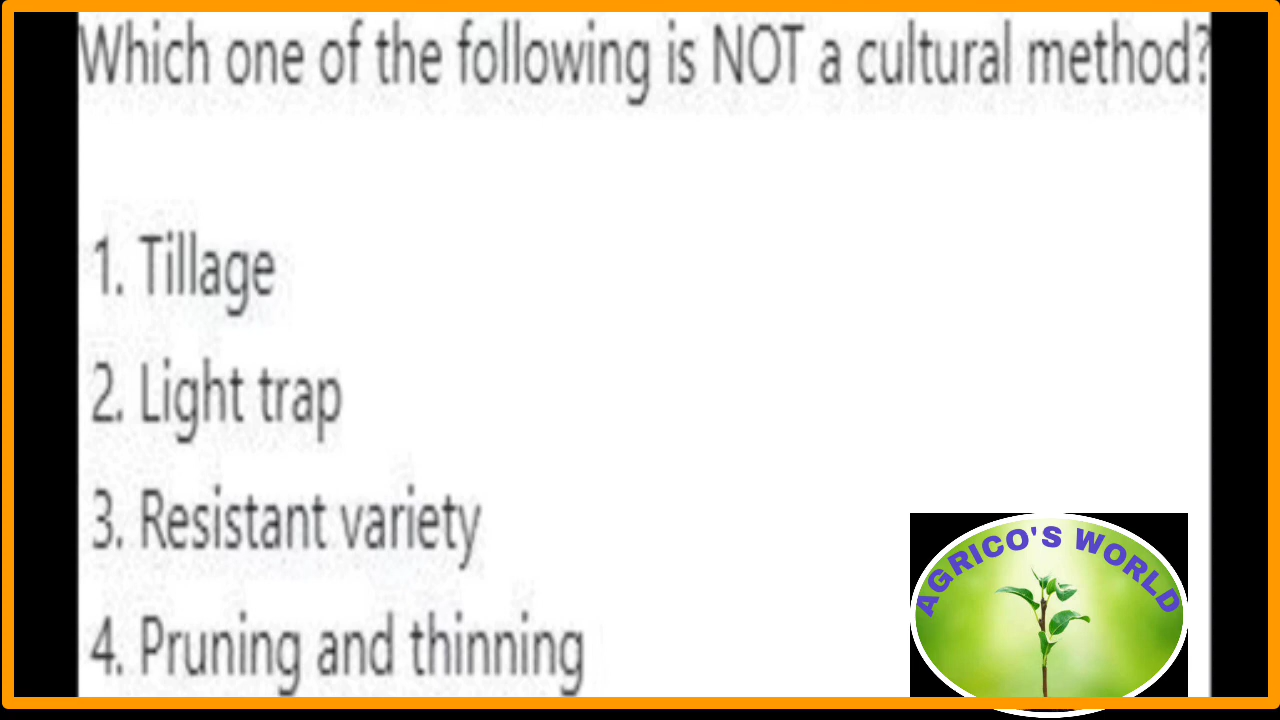 Which one of the following is NOT a cultural method?
1. Tillage
2. Light trap
3. Resistant variety
4. Pruning and thinning
AGRICO'S WORLD